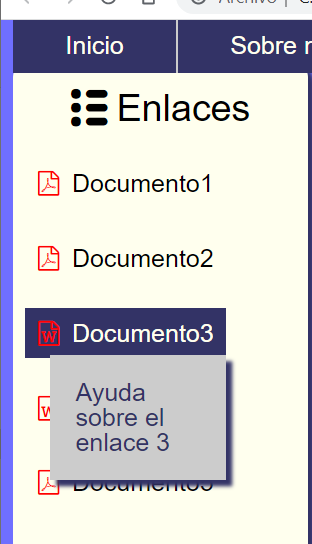 Archivo
Inicio
Sobre
Enlaces
Documento1
Documento2
Documento3
Ayuda
sobre el
enlace 3